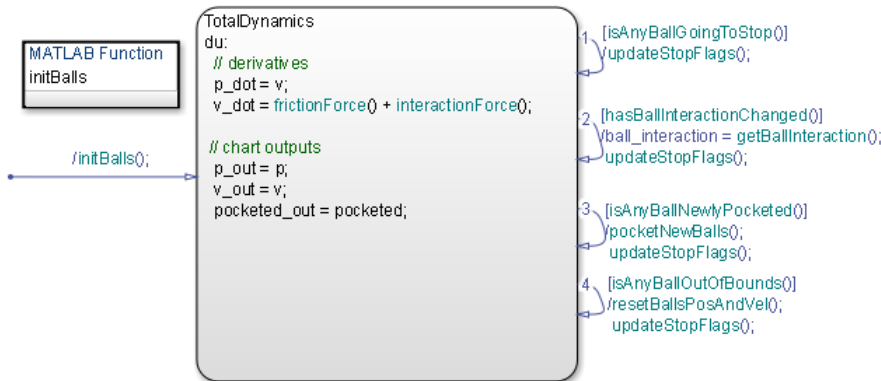 MATLAB Function
initBalls
/initBalls();
TotalDynamics
du:
// derivatives
p_dot = v;
v_dot = frictionForce() + interactionForce();
// chart outputs
p_out = p;
v_out = v;
pocketed_out = pocketed;
1
[isAnyBallGoingToStop()]
/updateStopFlags();
2
[hasBallInteractionChanged()]
/ball_interaction = getBallInteraction();
updateStopFlags();
3
[isAnyBallNewlyPocketed()]
/pocketNewBalls();
updateStopFlags();
4
[isAnyBallOutOfBounds()]
/resetBallsPosAndVel();
updateStopFlags();